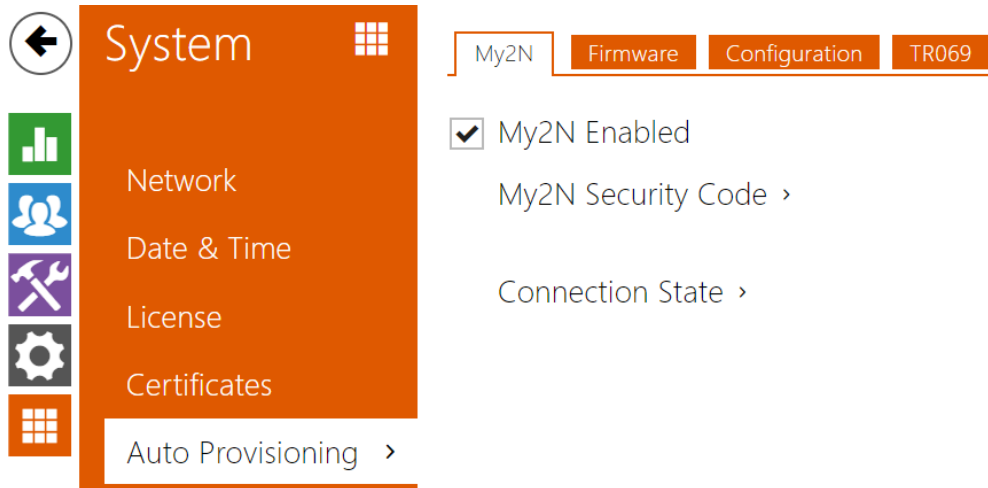 System
Network
Date & Time
License
Certificates
Auto Provisioning ›
My2N Firmware Configuration TR069
My2N Enabled
My2N Security Code ›
Connection State ›